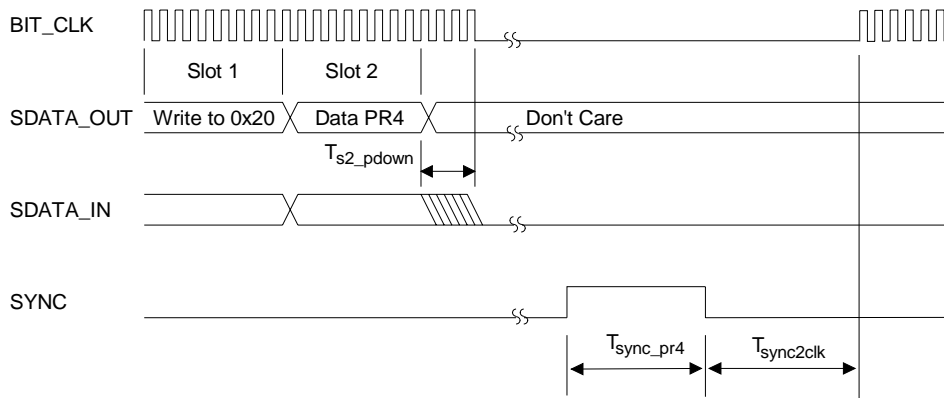 BIT_CLK
Slot 1 Slot 2
SDATA_OUT Write to 0x20 Data PR4 Don't Care
Ts2_pdown
SDATA_IN
SYNC
Tsync_pr4 Tsync2clk